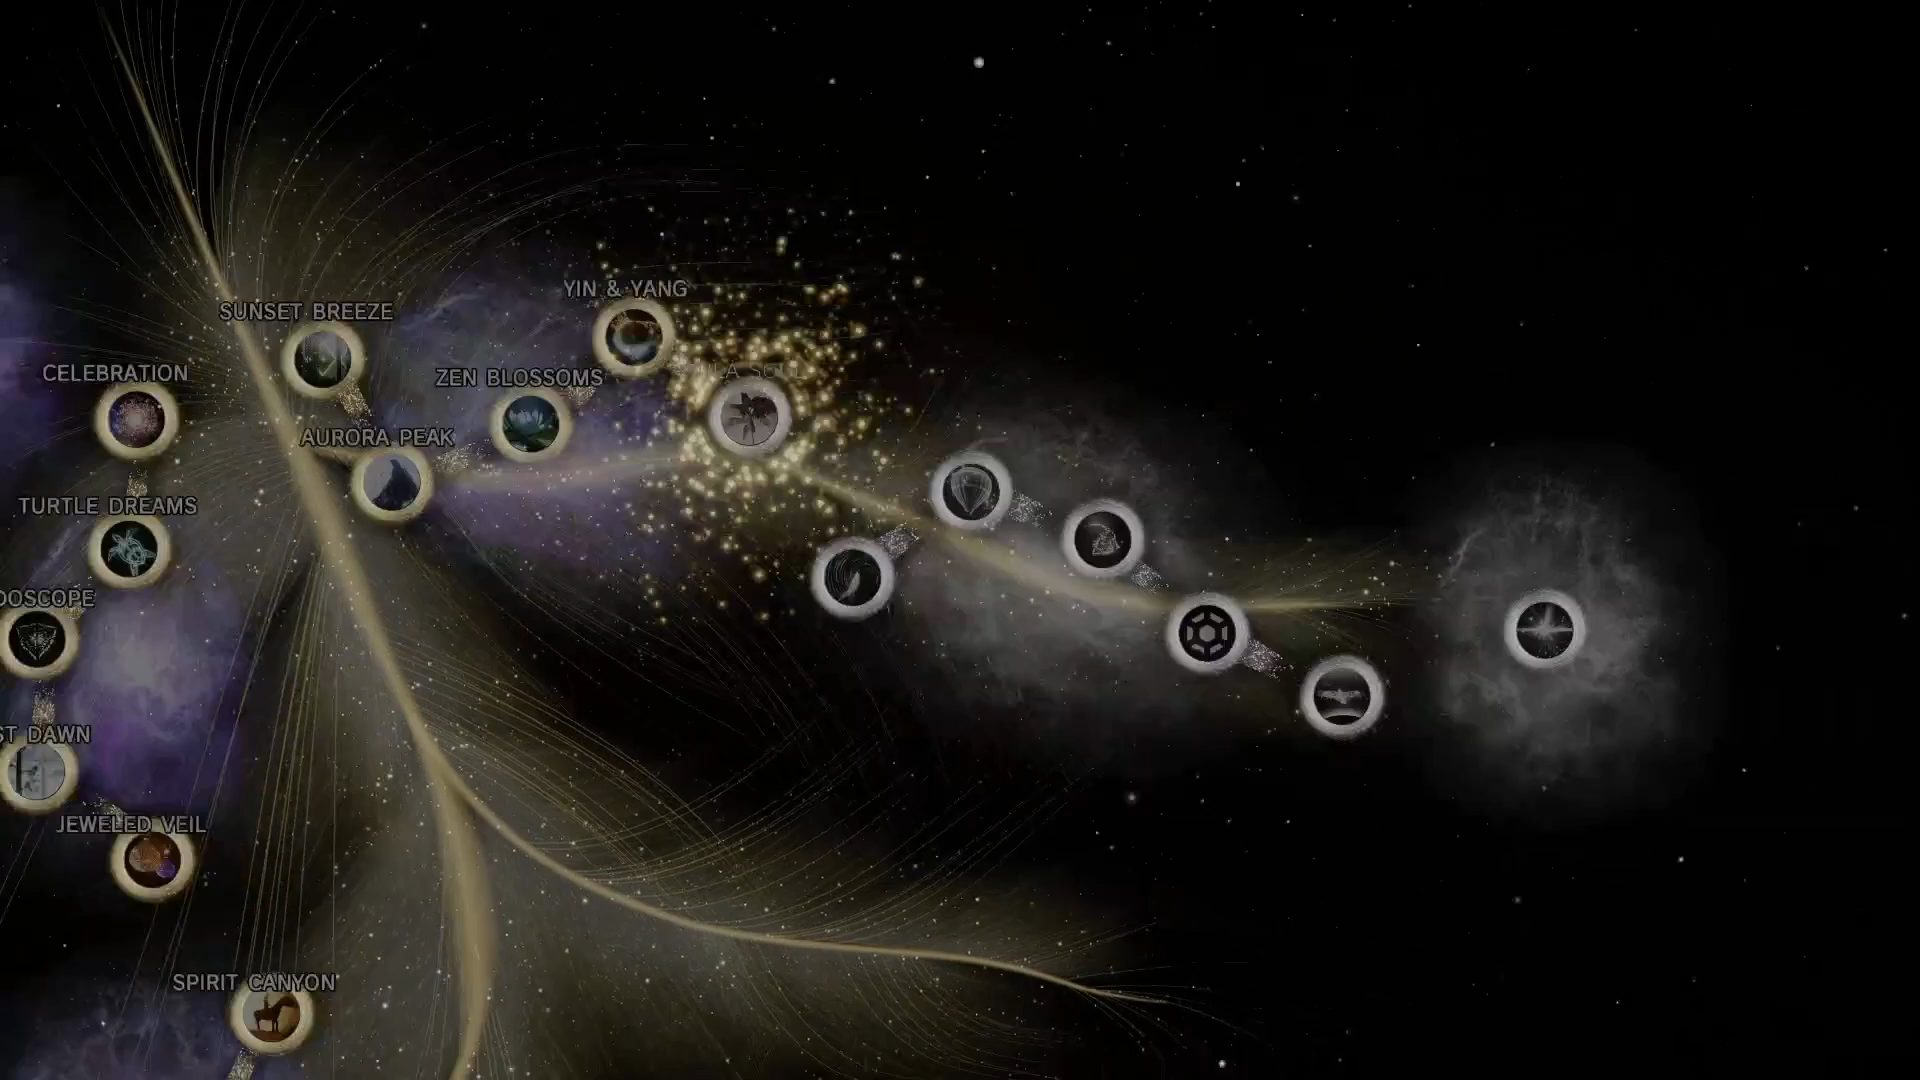 YIN & YANG
SUNSET BREEZE
CELEBRATION
ZEN BLOSSOMS
AURORA PEAK
TURTLE DREAMS
DOSCOPE
ST DAWN
JEWELED VEIL
SPIRIT CANYON